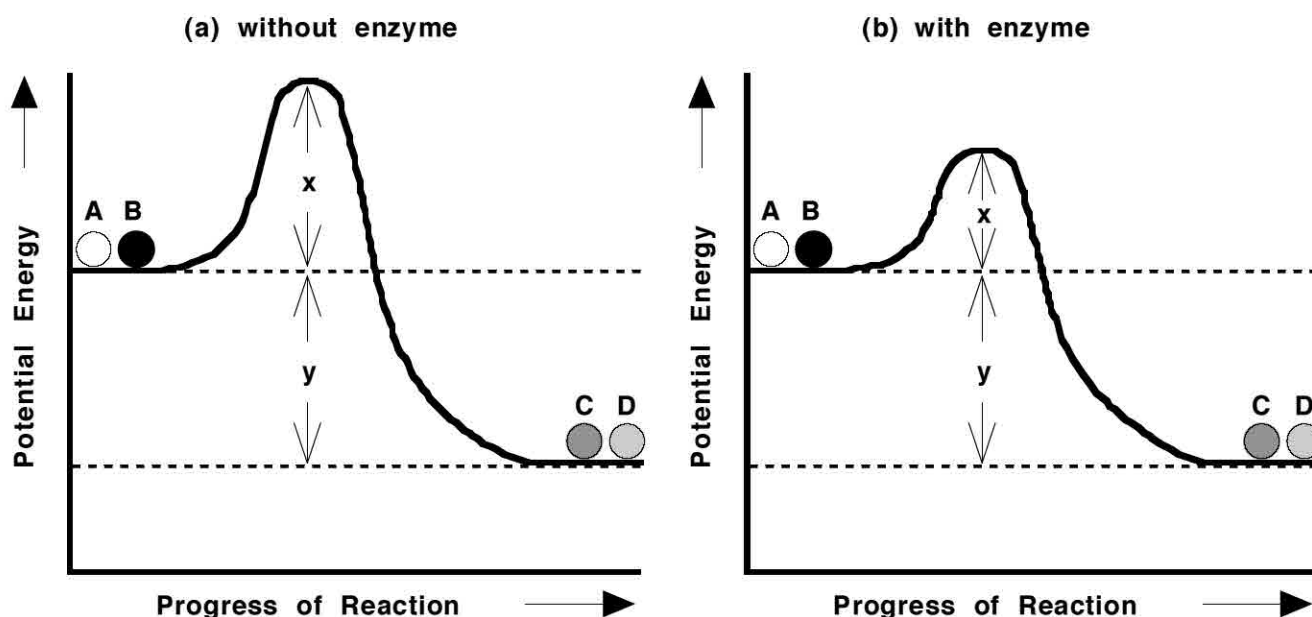 (a) without enzyme
Potential Energy
A B
x
y
C D
Progress of Reaction
(b) with enzyme
Potential Energy
A B
x
y
C D
Progress of Reaction